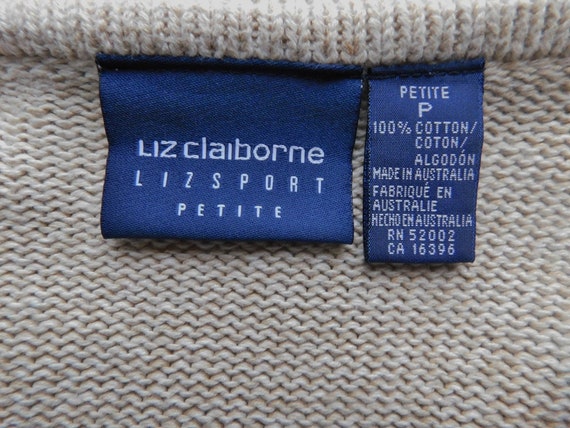 Liz claiborne
LIZSPORT
PETITE
PETITE
P
100% COTTON/
COTON/
ALGODÓN
MADE IN AUSTRALIA
FABRIQUÉ EN
AUSTRALIE
HECHO EN AUSTRALIA
RN 52002
CA 16396